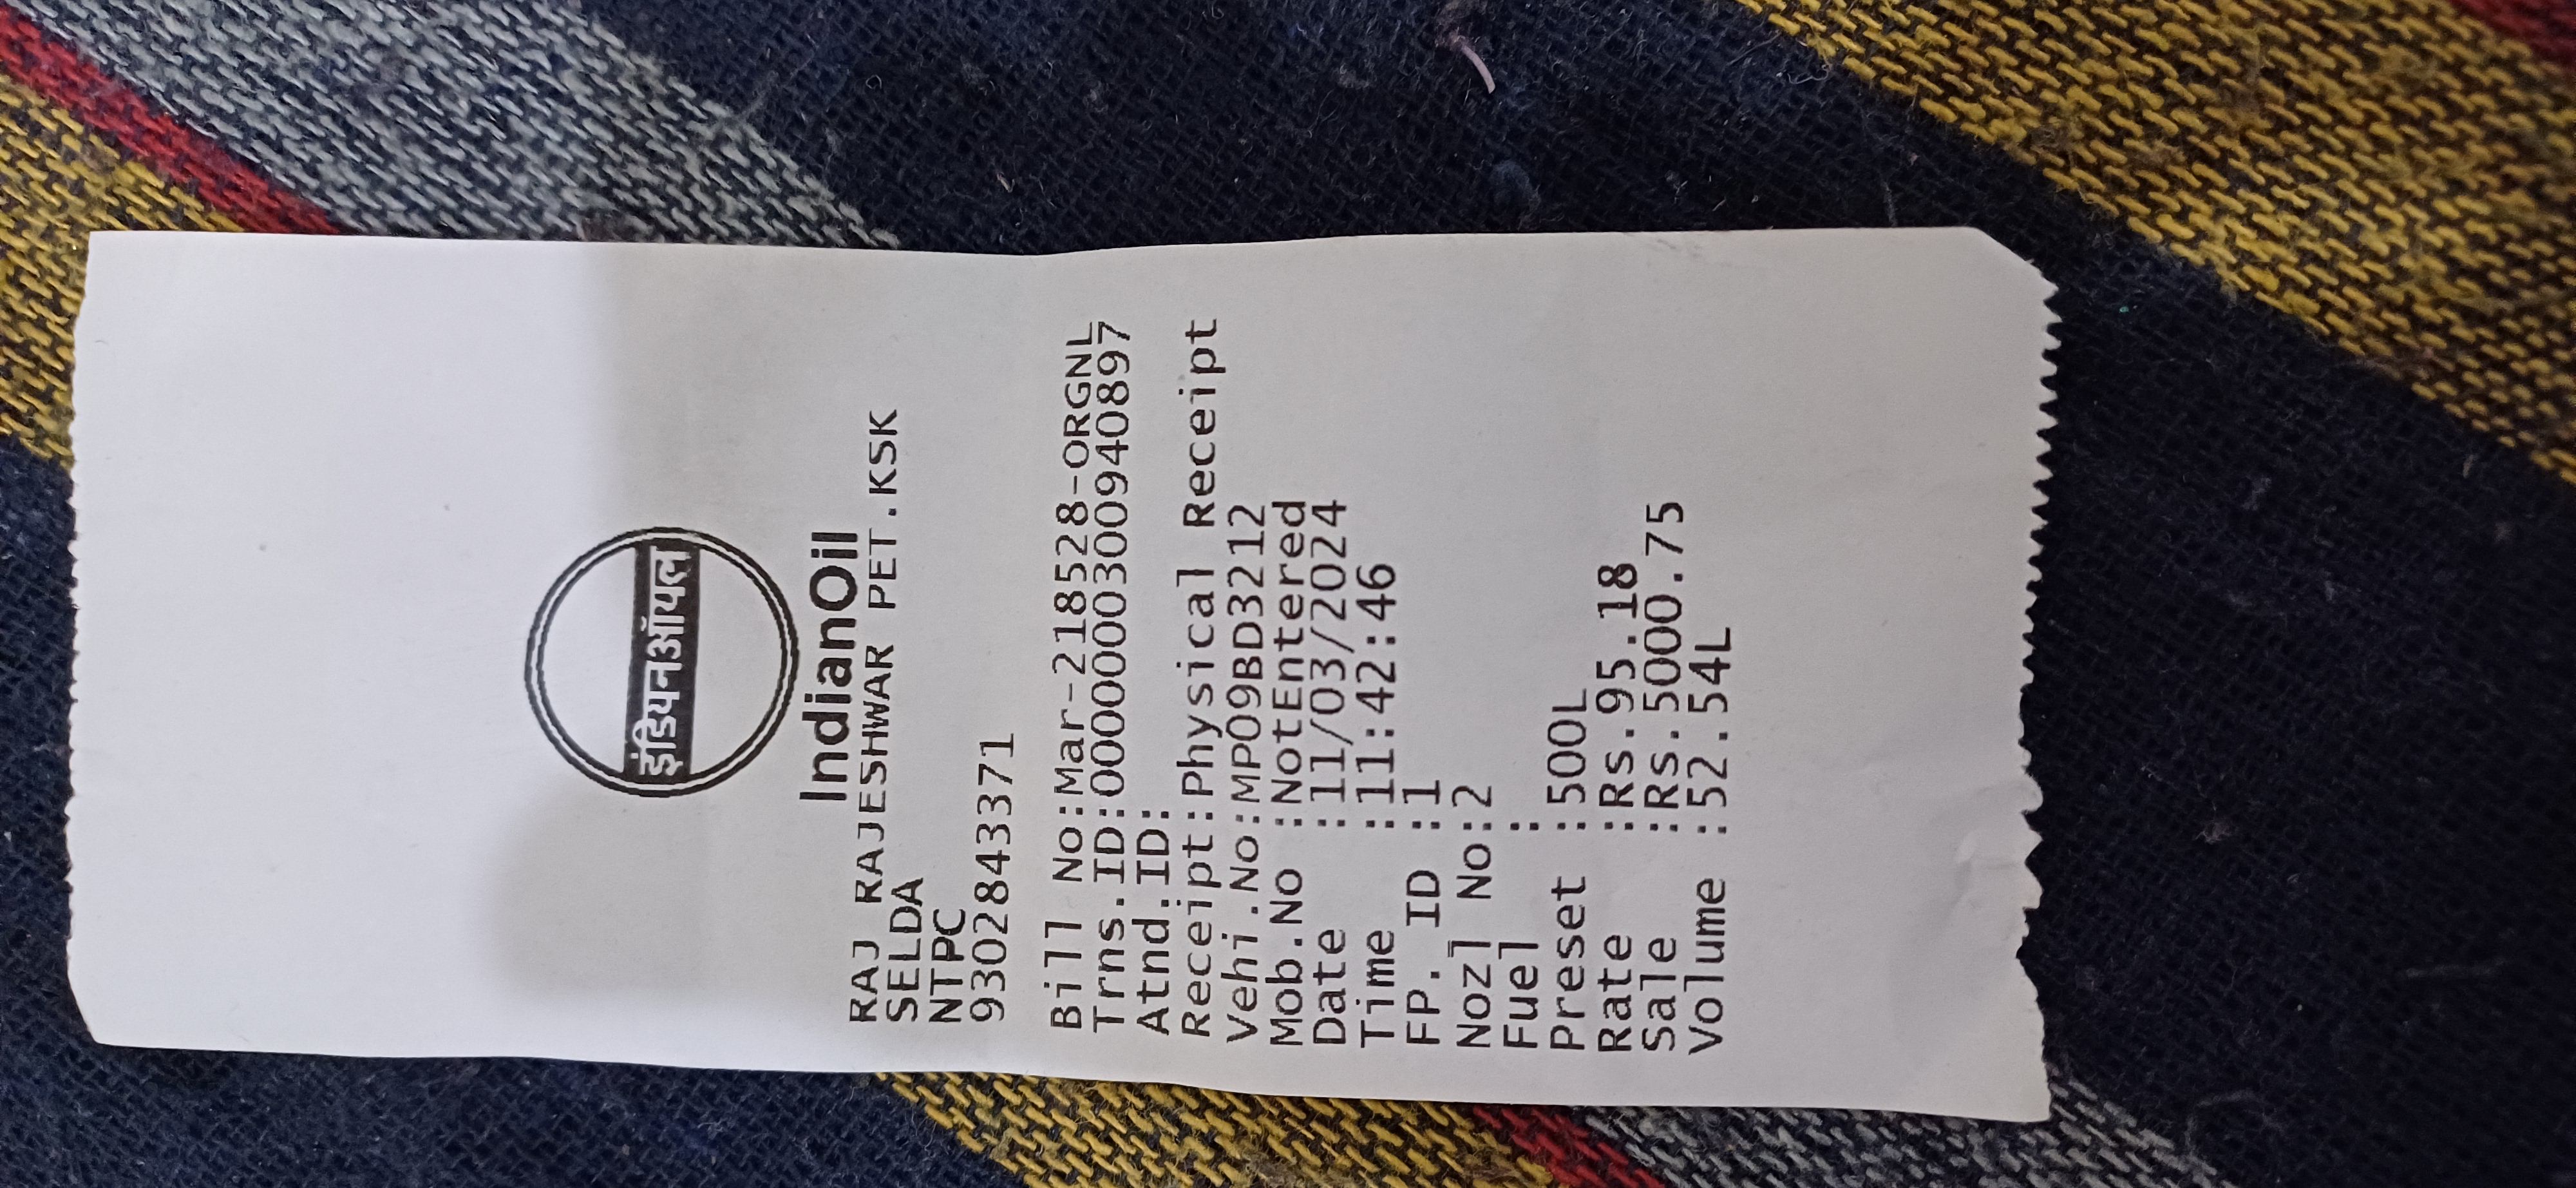 इंडियनऑयल
IndianOil
RAJ RAJESHWAR PET.KSK
SELDA
NTPC
9302843371
Bill No:Mar-218528-ORGNL
Trns.ID:0000000300940897
Atnd.ID:
Receipt:Physical Receipt
Vehi.No:MP09BD3212
Mob.No :NotEntered
Date :11/03/2024
Time :11:42:46
FP. ID :1
Nozl No:2
Fuel :
Preset :500L
Rate :Rs.95.18
Sale :Rs.5000.75
Volume :52.54L